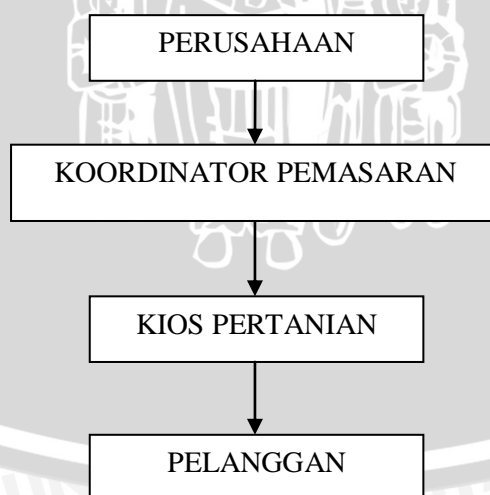 PERUSAHAAN
KOORDINATOR PEMASARAN
KIOS PERTANIAN
PELANGGAN